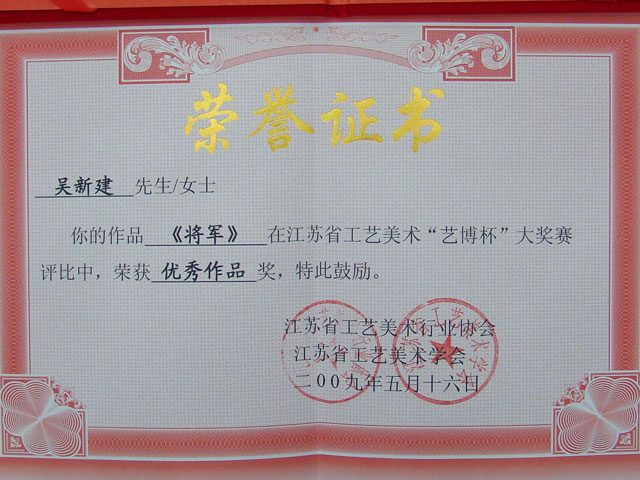 荣誉证书
吴新建 先生/女士
你的作品《将军》在江苏省工艺美术“艺博杯”大奖赛
评比中，荣获优秀作品奖，特此鼓励。
江苏省工艺美术行业协会
江苏省工艺美术学会
二00九年五月十六日